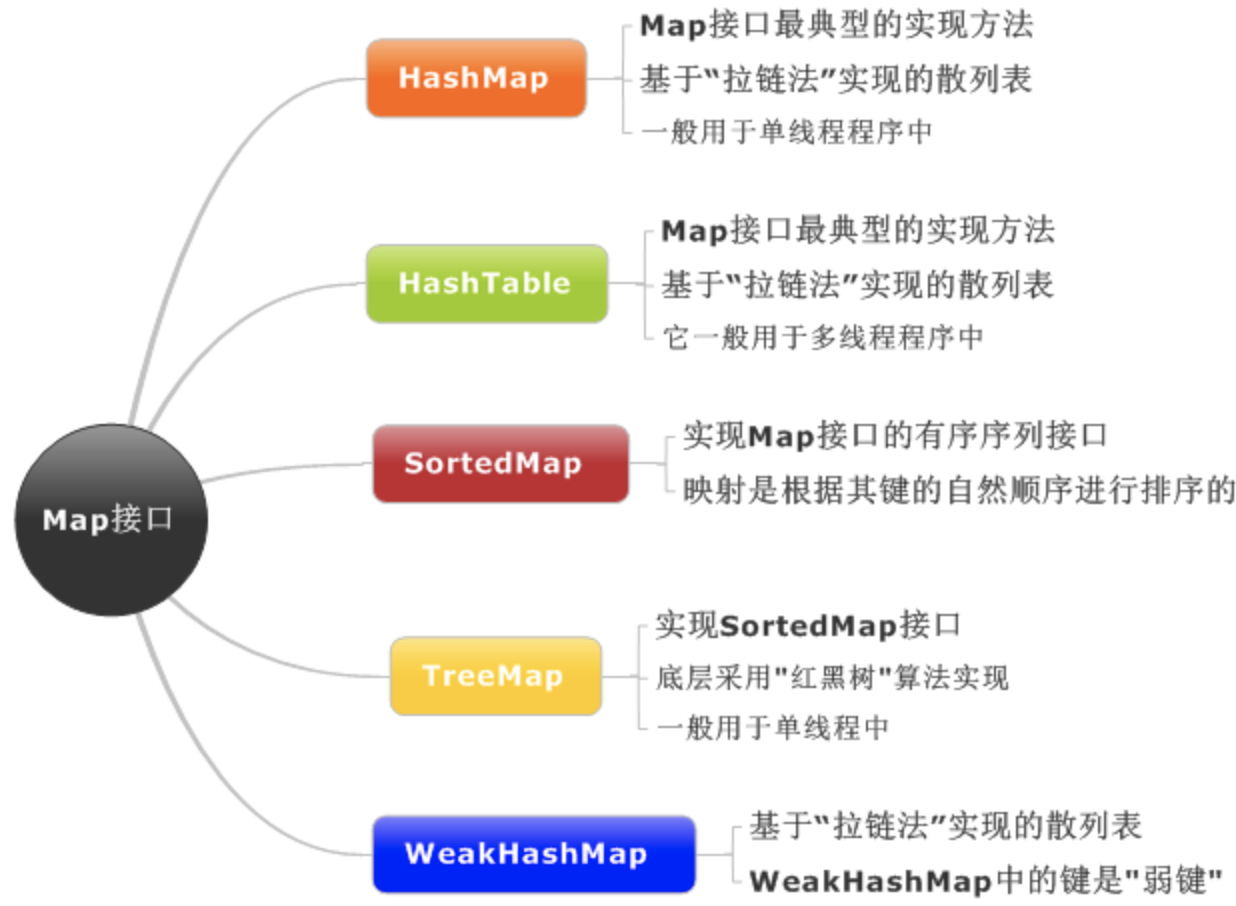 Map接口
HashMap
Map接口最典型的实现方法
基于“拉链法”实现的散列表
一般用于单线程程序中
HashTable
Map接口最典型的实现方法
基于“拉链法”实现的散列表
它一般用于多线程程序中
SortedMap
实现Map接口的有序序列接口
映射是根据其键的自然顺序进行排序的
TreeMap
实现SortedMap接口
底层采用"红黑树"算法实现
一般用于单线程中
WeakHashMap
基于“拉链法”实现的散列表
WeakHashMap中的键是"弱键"